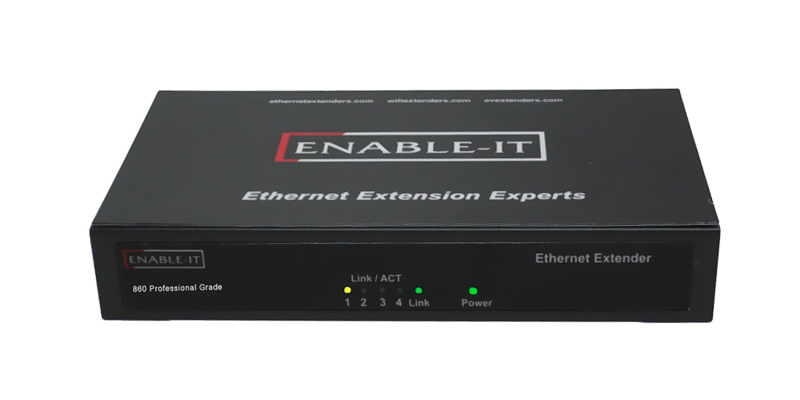 ethernetextenders.com wifiextenders.com avextenders.com
ENABLE-IT
Ethernet Extension Experts
ENABLE-IT
Ethernet Extender
860 Professional Grade
Link / ACT
1 2 3 4 Link Power